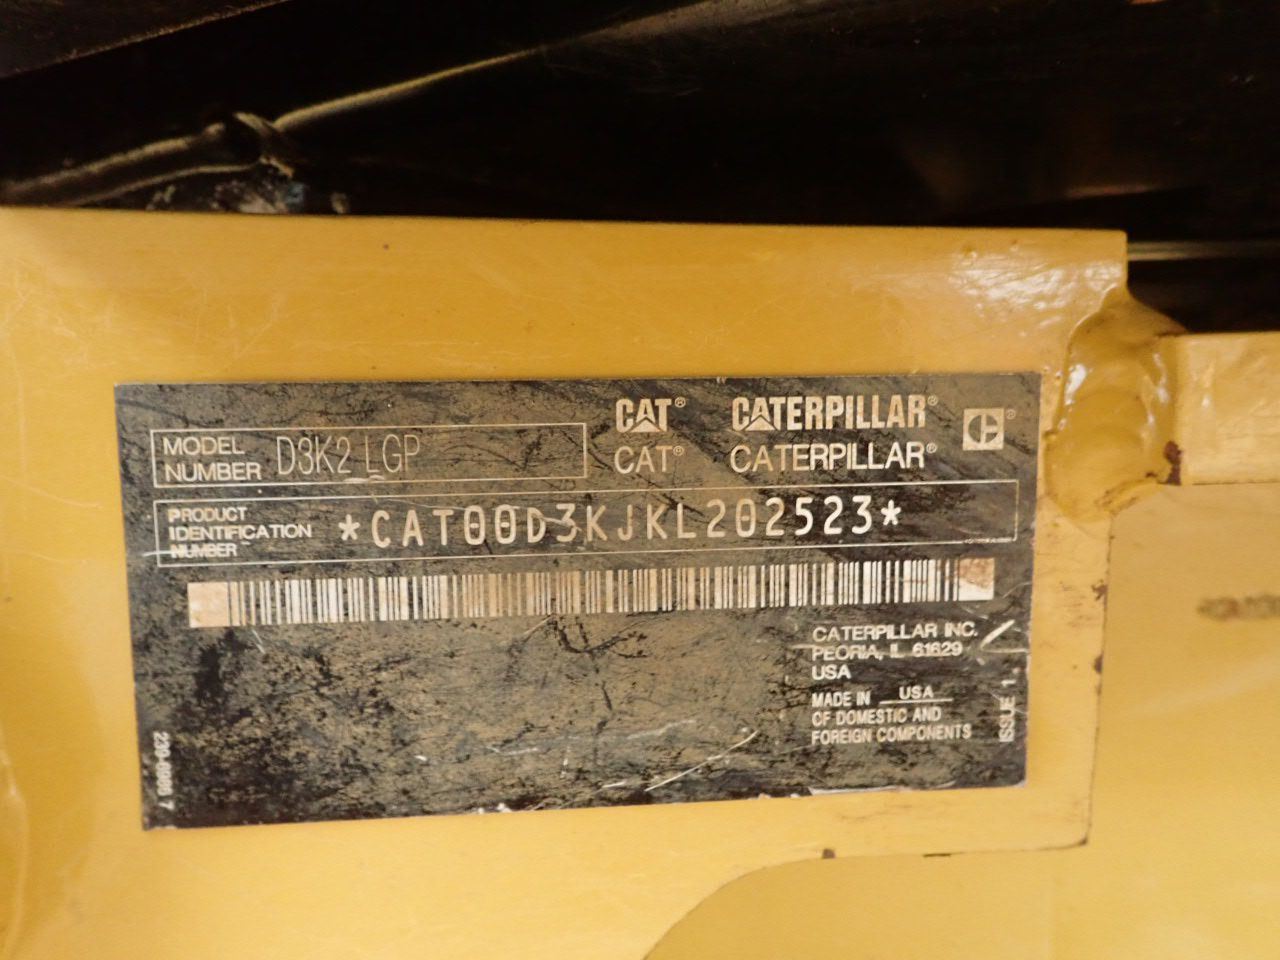 MODEL NUMBER D3K2 LGP
CAT® CATERPILLAR®
CAT® CATERPILLAR®
PRODUCT IDENTIFICATION NUMBER *CAT00D3KJKL202523*
CATERPILLAR INC.
PEORIA, IL 61629
USA
MADE IN USA
OF DOMESTIC AND
FOREIGN COMPONENTS
ISSUE 1